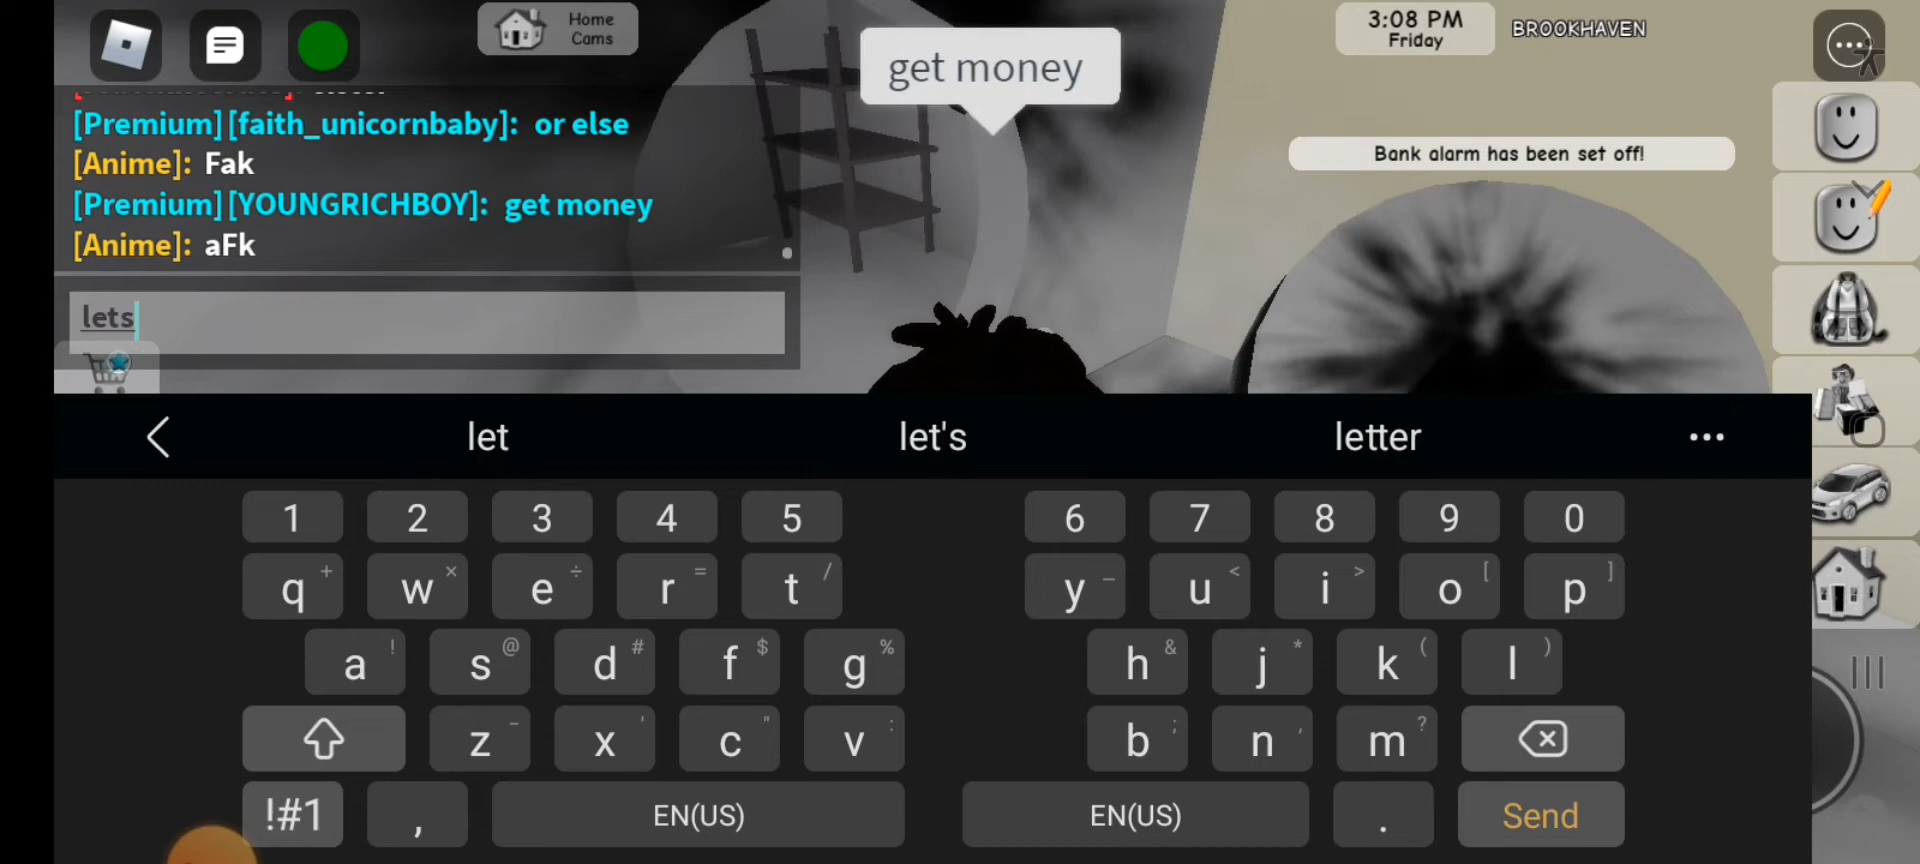 Home
Cams
get money
3:08 PM
Friday
BROOKHAVEN
[Premium][faith_unicornbaby]: or else
[Anime]: Fak
[Premium][YOUNGRICHBOY]: get money
[Anime]: aFk
Bank alarm has been set off!
lets
let let's letter
1 2 3 4 5 6 7 8 9 0
q + w × e ÷ r = t / y _ u < i > o [ p ]
a ! s @ d # f $ g % h & j * k ( l )
z - x ' c " v : b ; n , m ?
!#1 , EN(US) EN(US) . Send